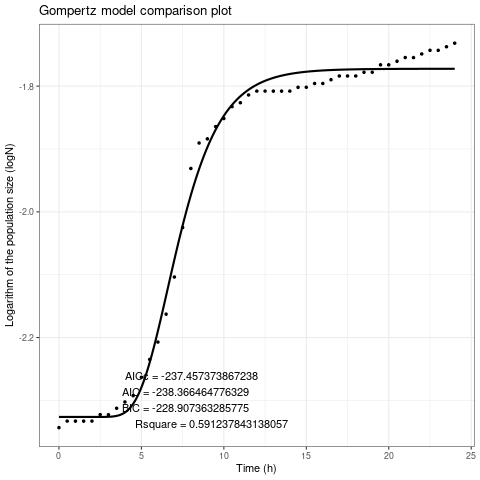 Gompertz model comparison plot
Logarithm of the population size (logN)
-1.8
-2.0
-2.2
AICc = -237.457373867238
AIC = -238.366464776329
BIC = -228.907363285775
Rsquare = 0.591237843138057
0 5 10 15 20 25
Time (h)